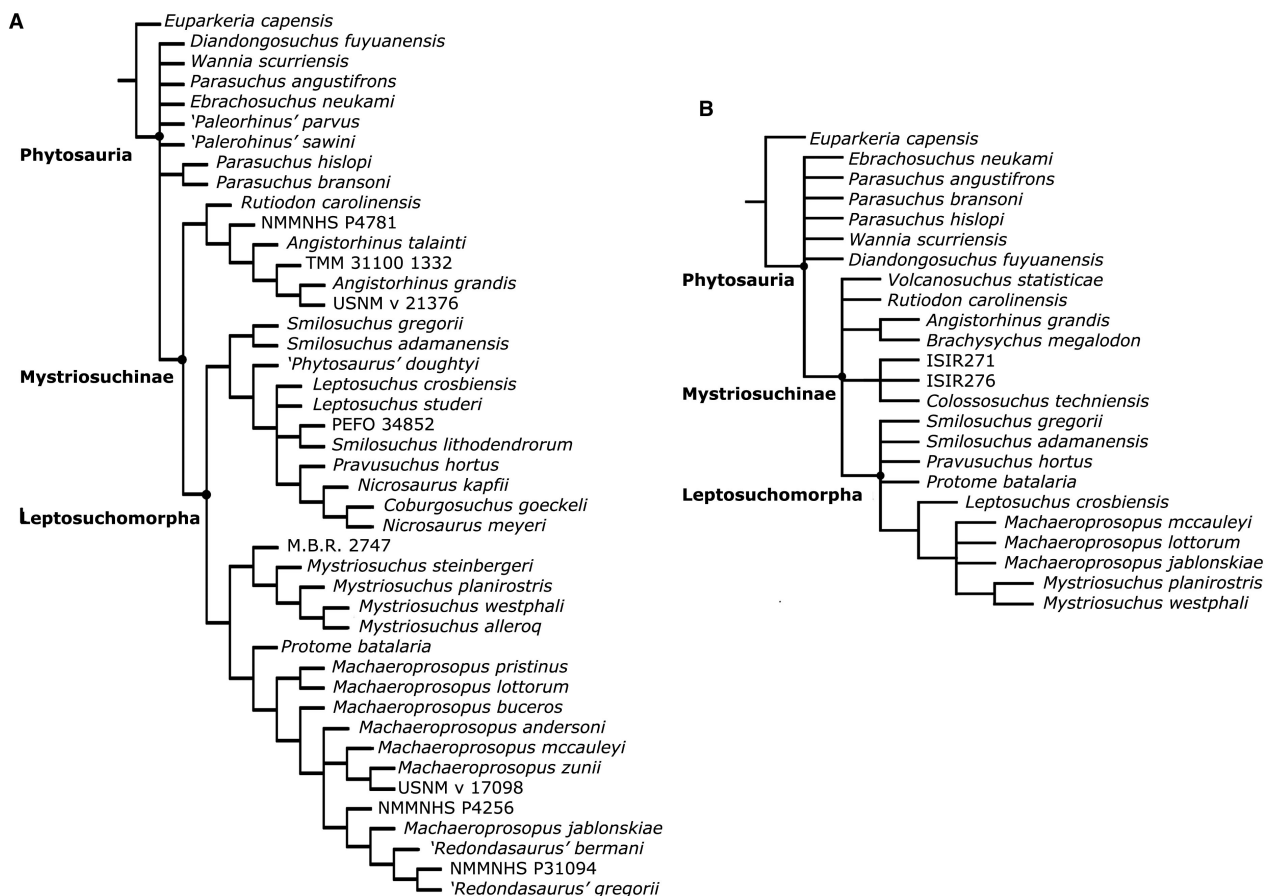 A
Euparkeria capensis
Diandongosuchus fuyuanensis
Wannia scurriensis
Parasuchus angustifrons
Ebrachosuchus neukami
‘Paleorhinus’ parvus
‘Palerohinus’ sawini
Phytosauria
Parasuchus hislopi
Parasuchus bransoni
Rutiodon carolinensis
NMMNHS P4781
Angistorhinus talainti
TMM 31100 1332
Angistorhinus grandis
USNM v 21376
Smilosuchus gregorii
Smilosuchus adamanensis
‘Phytosaurus’ doughtyi
Mystriosuchinae
Leptosuchus crosbiensis
Leptosuchus studeri
PEFO 34852
Smilosuchus lithodendrorum
Pravusuchus hortus
Nicrosaurus kapfii
Coburgosuchus goeckeli
Leptosuchomorpha
Nicrosaurus meyeri
M.B.R. 2747
Mystriosuchus steinbergeri
Mystriosuchus planirostris
Mystriosuchus westphali
Mystriosuchus alleroq
Protome batalaria
Machaeroprosopus pristinus
Machaeroprosopus lottorum
Machaeroprosopus buceros
Machaeroprosopus andersoni
Machaeroprosopus mccauleyi
Machaeroprosopus zunii
USNM v 17098
NMMNHS P4256
Machaeroprosopus jablonskiae
‘Redondasaurus’ bermani
NMMNHS P31094
‘Redondasaurus’ gregorii
B
Euparkeria capensis
Ebrachosuchus neukami
Parasuchus angustifrons
Parasuchus bransoni
Parasuchus hislopi
Wannia scurriensis
Diandongosuchus fuyuanensis
Phytosauria
Volcanosuchus statisticae
Rutiodon carolinensis
Angistorhinus grandis
Brachysychus megalodon
ISIR271
ISIR276
Mystriosuchinae
Colossosuchus techniensis
Smilosuchus gregorii
Smilosuchus adamanensis
Pravusuchus hortus
Protome batalaria
Leptosuchomorpha
Leptosuchus crosbiensis
Machaeroprosopus mccauleyi
Machaeroprosopus lottorum
Machaeroprosopus jablonskiae
Mystriosuchus planirostris
Mystriosuchus westphali